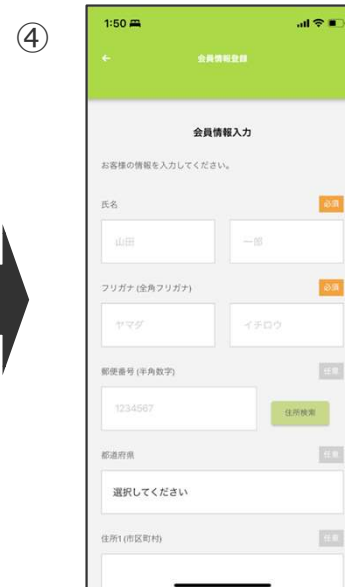 ④
1:50
会員情報登録
会員情報入力
お客様の情報を入力してください。
氏名 必須
山田 一郎
フリガナ (全角フリガナ) 必須
ヤマダ イチロウ
郵便番号 (半角数字) 任意
1234567 住所検索
都道府県 任意
選択してください
住所1 (市区町村) 任意